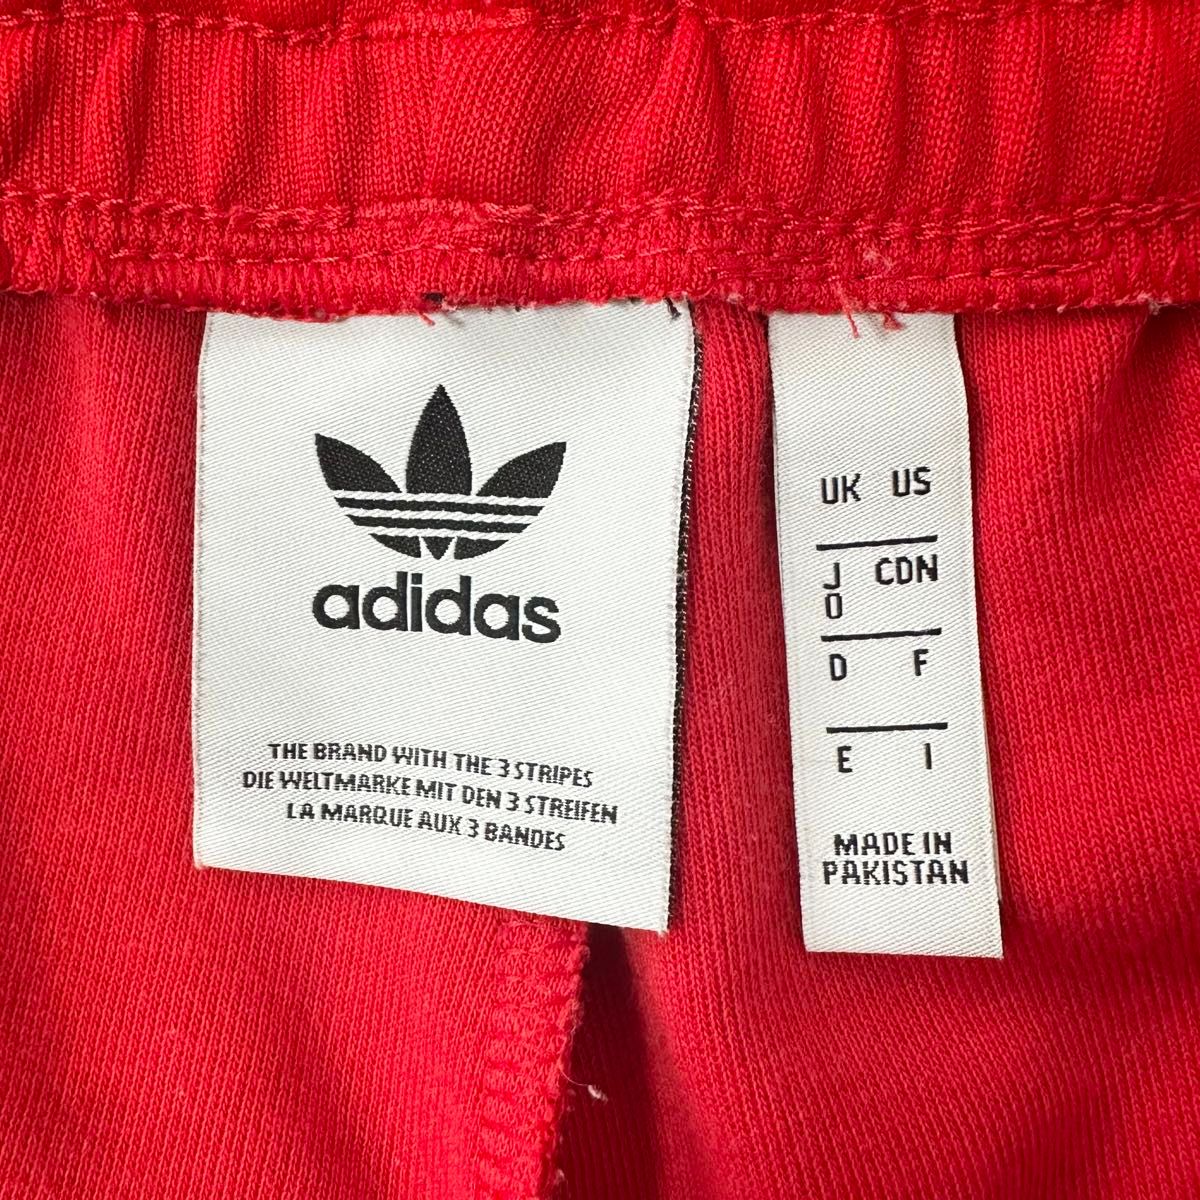 adidas
THE BRAND WITH THE 3 STRIPES
DIE WELTMARKE MIT DEN 3 STREIFEN
LA MARQUE AUX 3 BANDES
UK US
J CDN
O
D F
E I
MADE IN
PAKISTAN